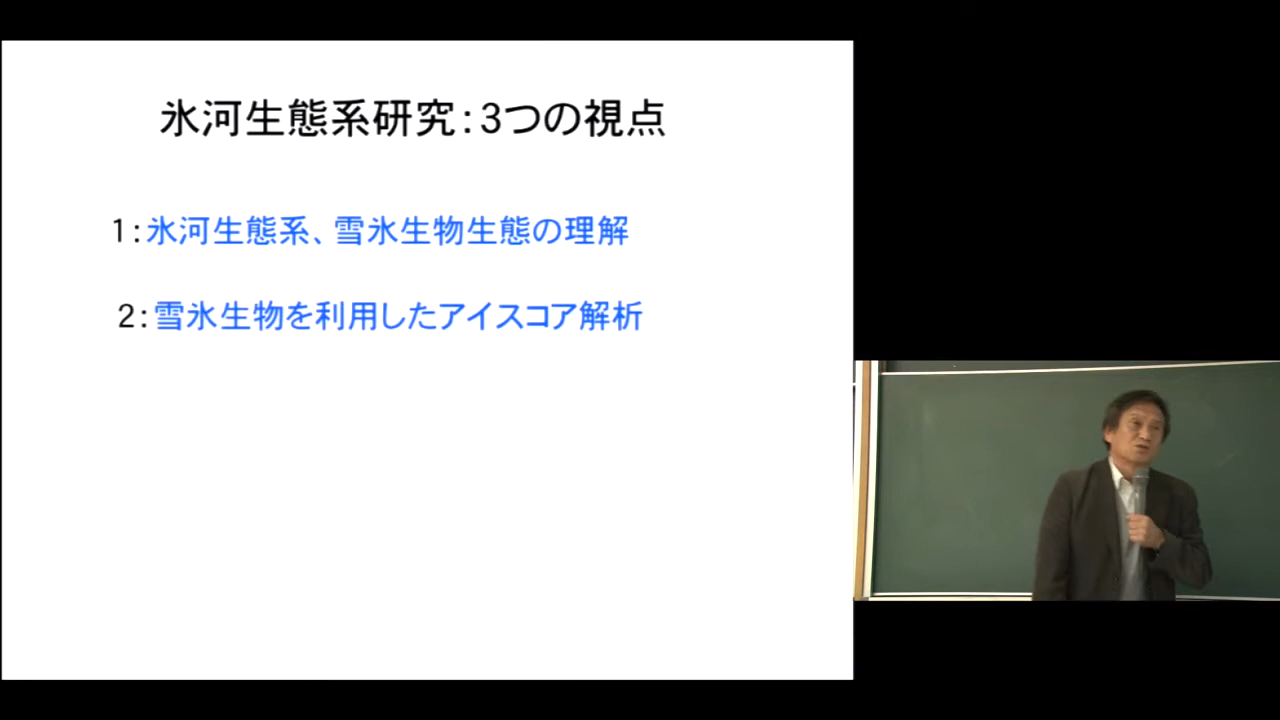 氷河生態系研究：3つの視点
1：氷河生態系、雪氷生物生態の理解
2：雪氷生物を利用したアイスコア解析